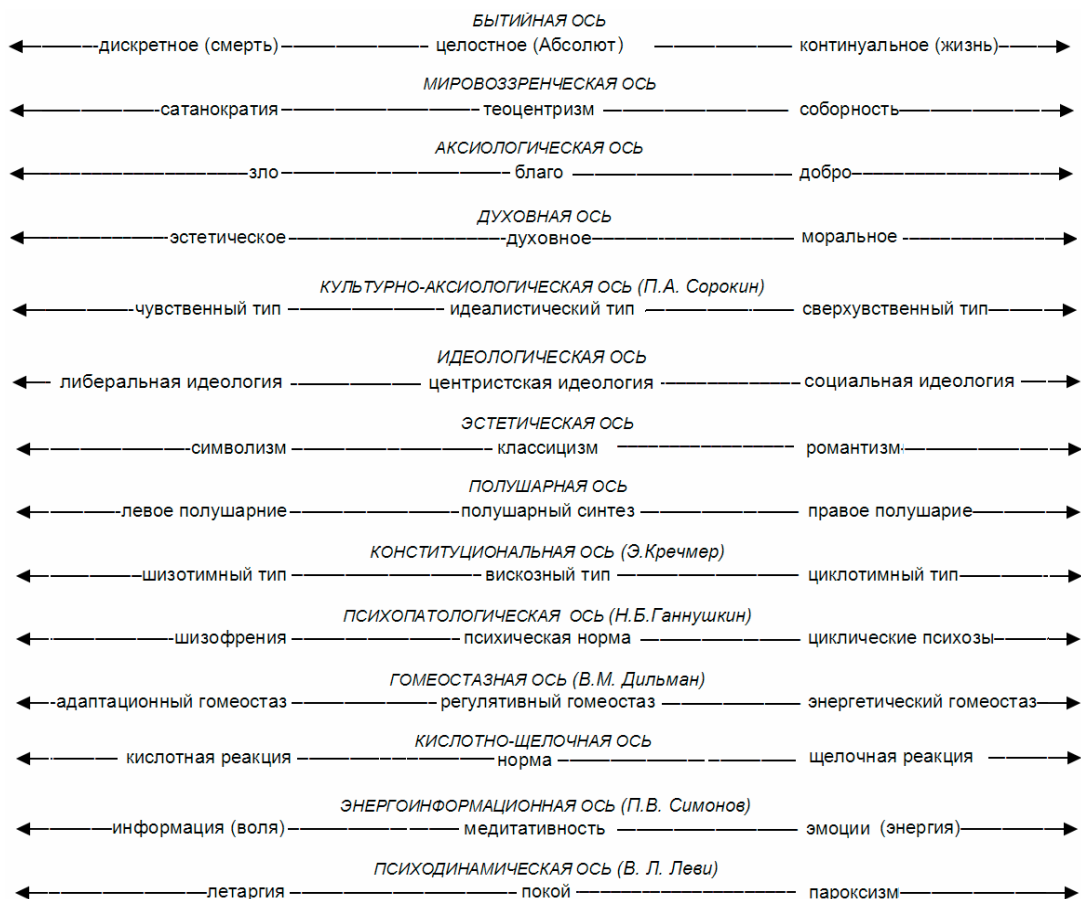 БЫТИЙНАЯ ОСЬ
дискретное (смерть) целостное (Абсолют) континуальное (жизнь)
МИРОВОЗЗРЕНЧЕСКАЯ ОСЬ
сатанократия теоцентризм соборность
АКСИОЛОГИЧЕСКАЯ ОСЬ
зло благо добро
ДУХОВНАЯ ОСЬ
эстетическое духовное моральное
КУЛЬТУРНО-АКСИОЛОГИЧЕСКАЯ ОСЬ (П.А. Сорокин)
чувственный тип идеалистический тип сверхувственный тип
ИДЕОЛОГИЧЕСКАЯ ОСЬ
либеральная идеология центристская идеология социальная идеология
ЭСТЕТИЧЕСКАЯ ОСЬ
символизм классицизм романтизм
ПОЛУШАРНАЯ ОСЬ
левое полушарние полушарный синтез правое полушарие
КОНСТИТУЦИОНАЛЬНАЯ ОСЬ (Э.Кречмер)
шизотимный тип вискозный тип циклотимный тип
ПСИХОПАТОЛОГИЧЕСКАЯ ОСЬ (Н.Б.Ганнушкин)
шизофрения психическая норма циклические психозы
ГОМЕОСТАЗНАЯ ОСЬ (В.М. Дильман)
адаптационный гомеостаз регулятивный гомеостаз энергетический гомеостаз
КИСЛОТНО-ЩЕЛОЧНАЯ ОСЬ
кислотная реакция норма щелочная реакция
ЭНЕРГОИНФОРМАЦИОННАЯ ОСЬ (П.В. Симонов)
информация (воля) медитативность эмоции (энергия)
ПСИХОДИНАМИЧЕСКАЯ ОСЬ (В. Л. Леви)
летаргия покой пароксизм